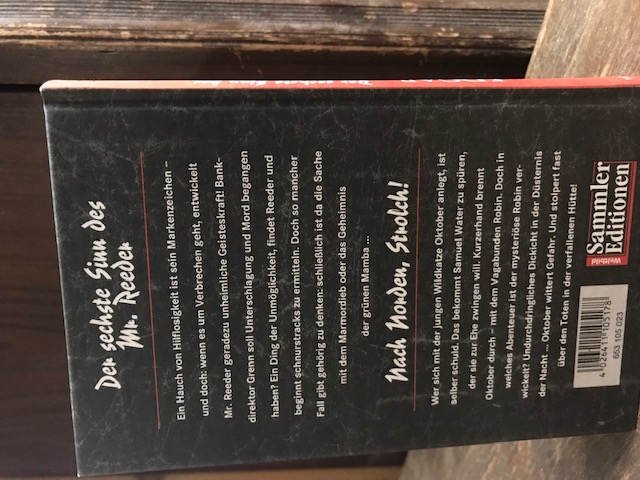 Der sechste Sinn des
Mr. Reeder
Ein Hauch von Hilflosigkeit ist sein Markenzeichen –
und doch: wenn es um Verbrechen geht, entwickelt
Mr. Reeder geradezu unheimliche Geisteskraft! Bank-
direktor Grenn soll Unterschlagung und Mord begangen
haben? Ein Ding der Unmöglichkeit, findet Reeder und
beginnt schnurstracks zu ermitteln. Doch so mancher
Fall gibt gehörig zu denken: schließlich ist da die Sache
mit dem Marmordieb oder das Geheimnis
der grünen Mamba ...
Nach Norden, Strolch!
Wer sich mit der jungen Wildkatze Oktober anlegt, ist
selber schuld. Das bekommt Samuel Water zu spüren,
der sie zur Ehe zwingen will. Kurzerhand brennt
Oktober durch – mit dem Vagabunden Robin. Doch in
welches Abenteuer ist der mysteriöse Robin ver-
wickelt? Undurchdringliches Dickicht in der Düsternis
der Nacht... Oktober wittert Gefahr. Und stolpert fast
über den Toten in der verfallenen Hütte!
Weltbild
Sammler
Editionen
4 026411 105178
553 105 023